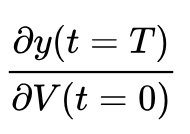 ∂y(t = T)
∂V(t = 0)